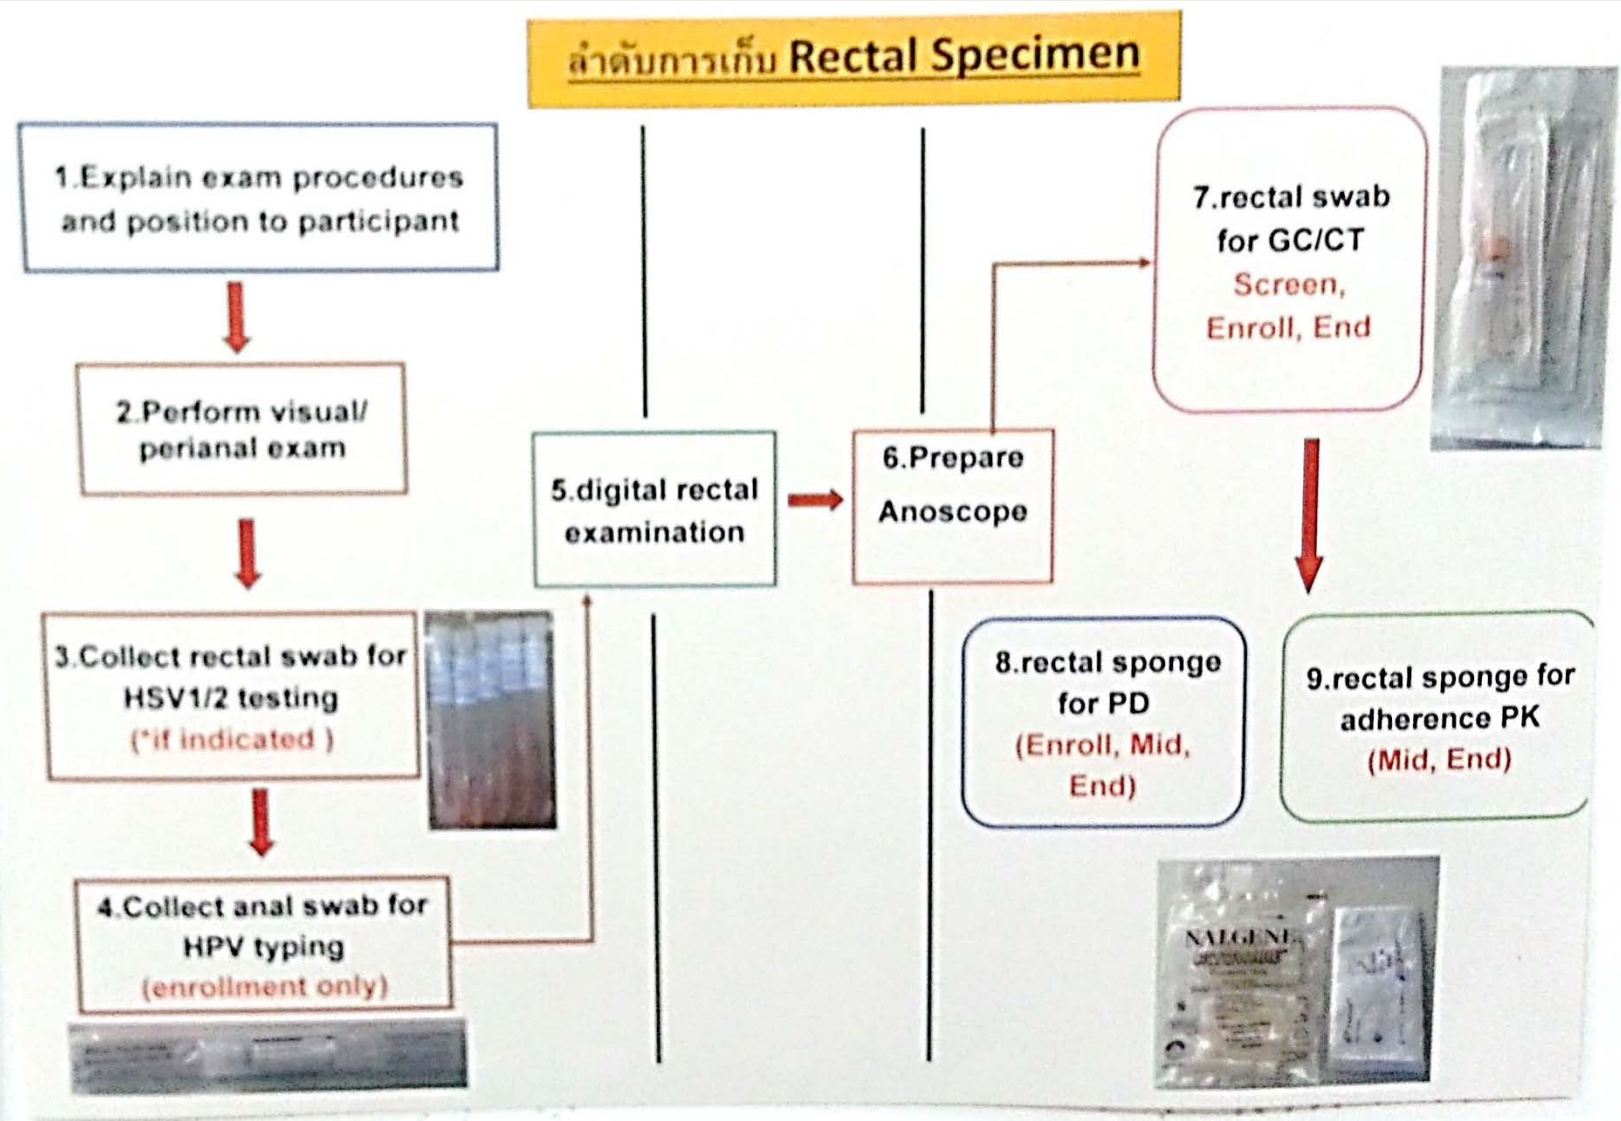 ลำดับการเก็บ Rectal Specimen
1.Explain exam procedures
and position to participant
2.Perform visual/
perianal exam
3.Collect rectal swab for
HSV1/2 testing
(*if indicated )
4.Collect anal swab for
HPV typing
(enrollment only)
5.digital rectal
examination
6.Prepare
Anoscope
7.rectal swab
for GC/CT
Screen,
Enroll, End
8.rectal sponge
for PD
(Enroll, Mid,
End)
9.rectal sponge for
adherence PK
(Mid, End)
NALGENE